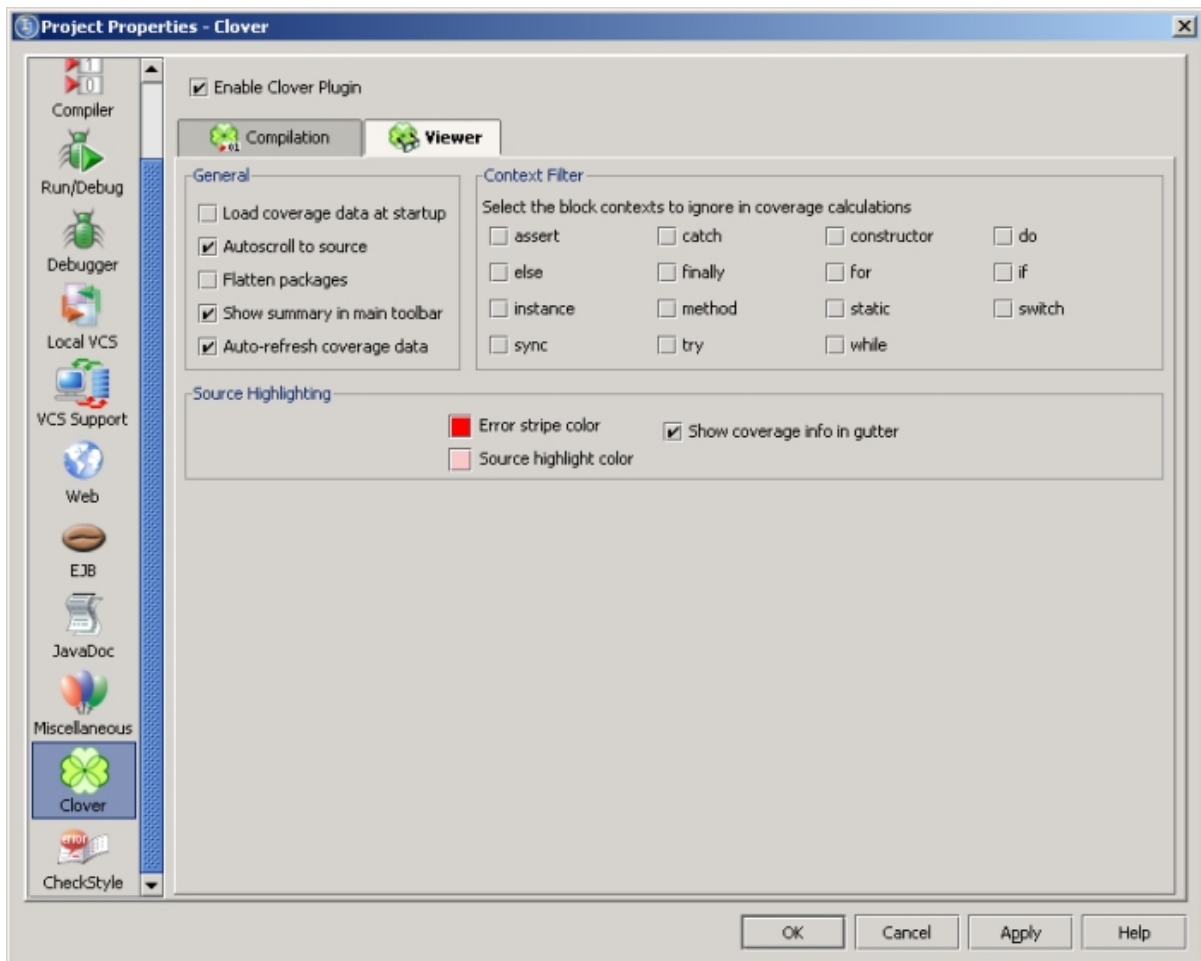 Project Properties - Clover
Compiler
Run/Debug
Debugger
Local VCS
VCS Support
Web
EJB
JavaDoc
Miscellaneous
Clover
error
CheckStyle
Enable Clover Plugin
Compilation
Viewer
General
Load coverage data at startup
Autoscroll to source
Flatten packages
Show summary in main toolbar
Auto-refresh coverage data
Context Filter
Select the block contexts to ignore in coverage calculations
assert catch constructor do
else finally for if
instance method static switch
sync try while
Source Highlighting
Error stripe color
Show coverage info in gutter
Source highlight color
OK Cancel Apply Help